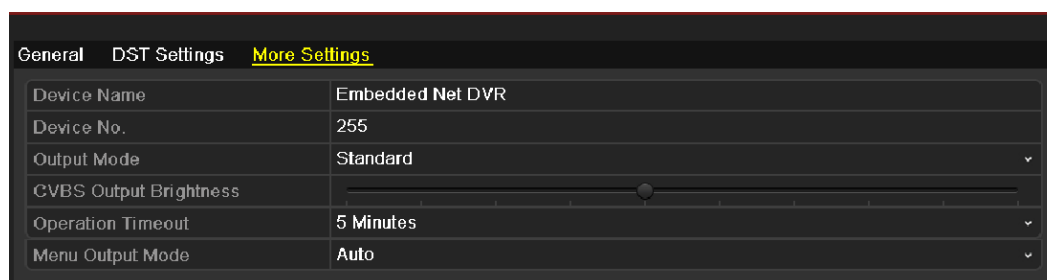 General DST Settings More Settings
Device Name Embedded Net DVR
Device No. 255
Output Mode Standard
CVBS Output Brightness
Operation Timeout 5 Minutes
Menu Output Mode Auto